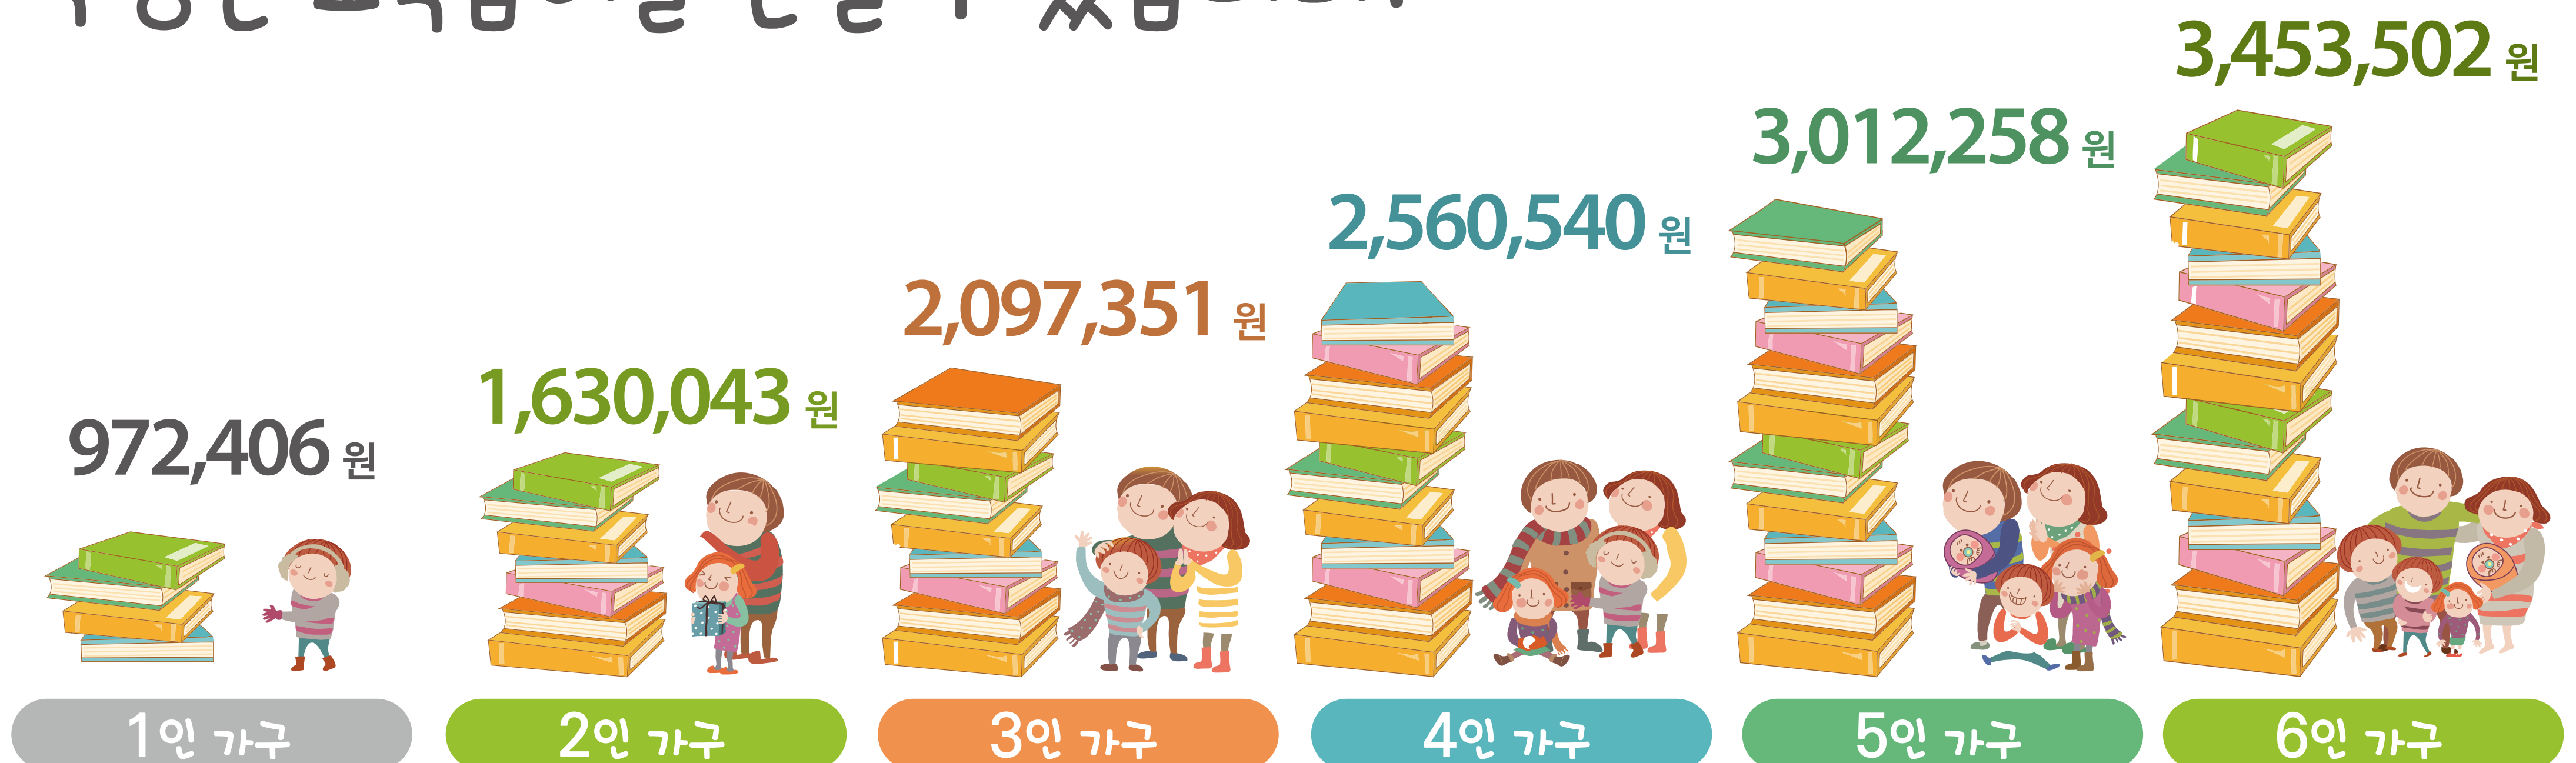 3,453,502 원
3,012,258 원
2,560,540 원
2,097,351 원
1,630,043 원
972,406 원
1인 가구
2인 가구
3인 가구
4인 가구
5인 가구
6인 가구